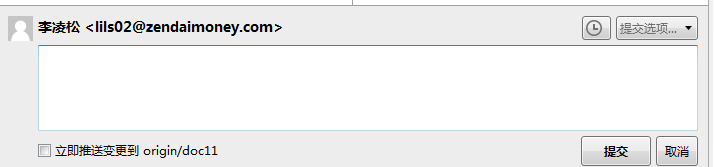 李凌松 <lils02@zendaimoney.com>
提交选项...
立即推送变更到 origin/doc11
提交
取消